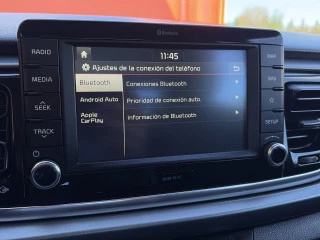 11:45
Ajustes de la conexión del teléfono
RADIO
MEDIA
SEEK
TRACK
Bluetooth
Android Auto
Apple
CarPlay
Conexiones Bluetooth
Prioridad de conexión auto.
Información de Bluetooth
SETUP